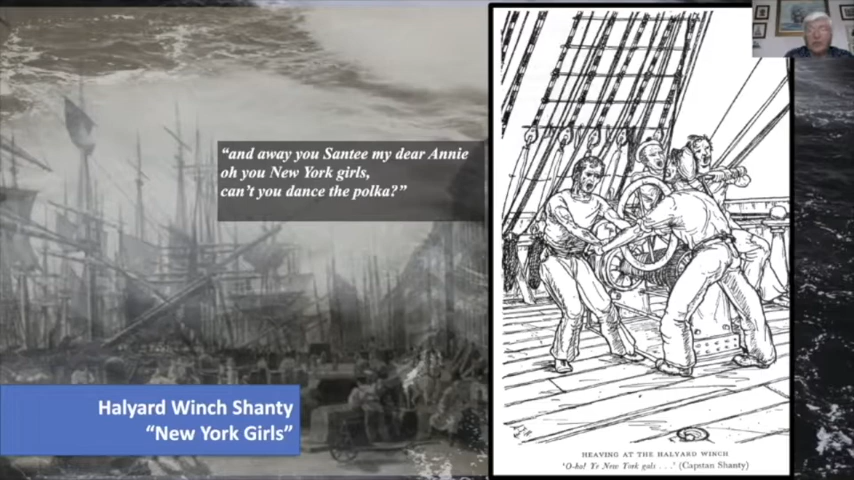 “and away you Santee my dear Annie
oh you New York girls,
can’t you dance the polka?”
Halyard Winch Shanty
“New York Girls”
HEAVING AT THE HALYARD WINCH
‘O-ho! Ye New York gals . . .’ (Capstan Shanty)